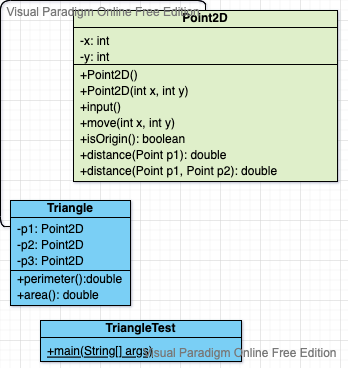 Visual Paradigm Online Free Edition
Point2D
-x: int
-y: int
+Point2D()
+Point2D(int x, int y)
+input()
+move(int x, int y)
+isOrigin(): boolean
+distance(Point p1): double
+distance(Point p1, Point p2): double
Triangle
-p1: Point2D
-p2: Point2D
-p3: Point2D
+perimeter():double
+area(): double
TriangleTest
+main(String[] args)
Visual Paradigm Online Free Edition